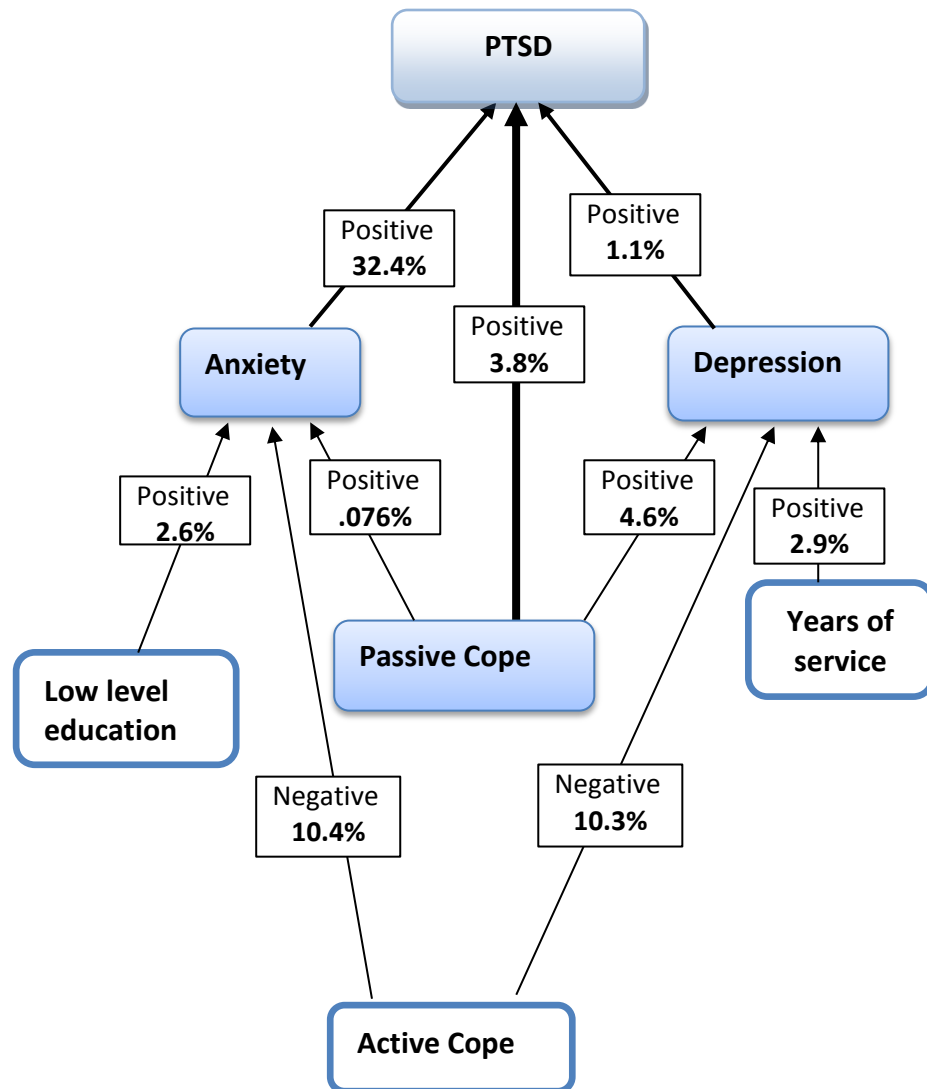 PTSD
Positive
32.4%
Positive
1.1%
Positive
3.8%
Anxiety
Depression
Positive
2.6%
Positive
.076%
Positive
4.6%
Positive
2.9%
Years of
service
Passive Cope
Low level
education
Negative
10.4%
Negative
10.3%
Active Cope